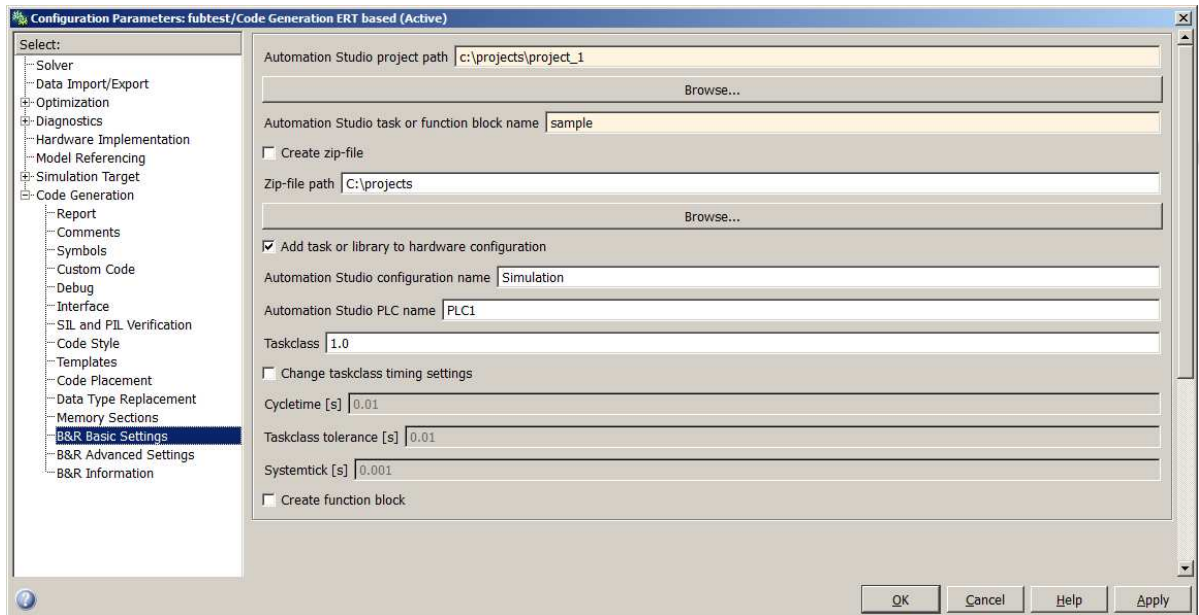 Configuration Parameters: fubtest/Code Generation ERT based (Active)
Select:
Solver
Data Import/Export
Optimization
Diagnostics
Hardware Implementation
Model Referencing
Simulation Target
Code Generation
Report
Comments
Symbols
Custom Code
Debug
Interface
SIL and PIL Verification
Code Style
Templates
Code Placement
Data Type Replacement
Memory Sections
B&R Basic Settings
B&R Advanced Settings
B&R Information
Automation Studio project path c:\projects\project_1
Browse...
Automation Studio task or function block name sample
Create zip-file
Zip-file path C:\projects
Browse...
Add task or library to hardware configuration
Automation Studio configuration name Simulation
Automation Studio PLC name PLC1
Taskclass 1.0
Change taskclass timing settings
Cycletime [s] 0.01
Taskclass tolerance [s] 0.01
Systemtick [s] 0.001
Create function block
OK Cancel Help Apply